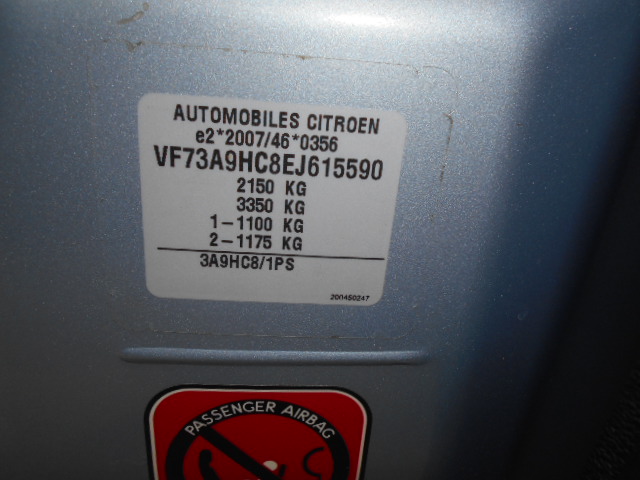 AUTOMOBILES CITROEN
e2*2007/46*0356
VF73A9HC8EJ615590
2150 KG
3350 KG
1-1100 KG
2-1175 KG
3A9HC8/1PS
200450247
PASSENGER AIRBAG